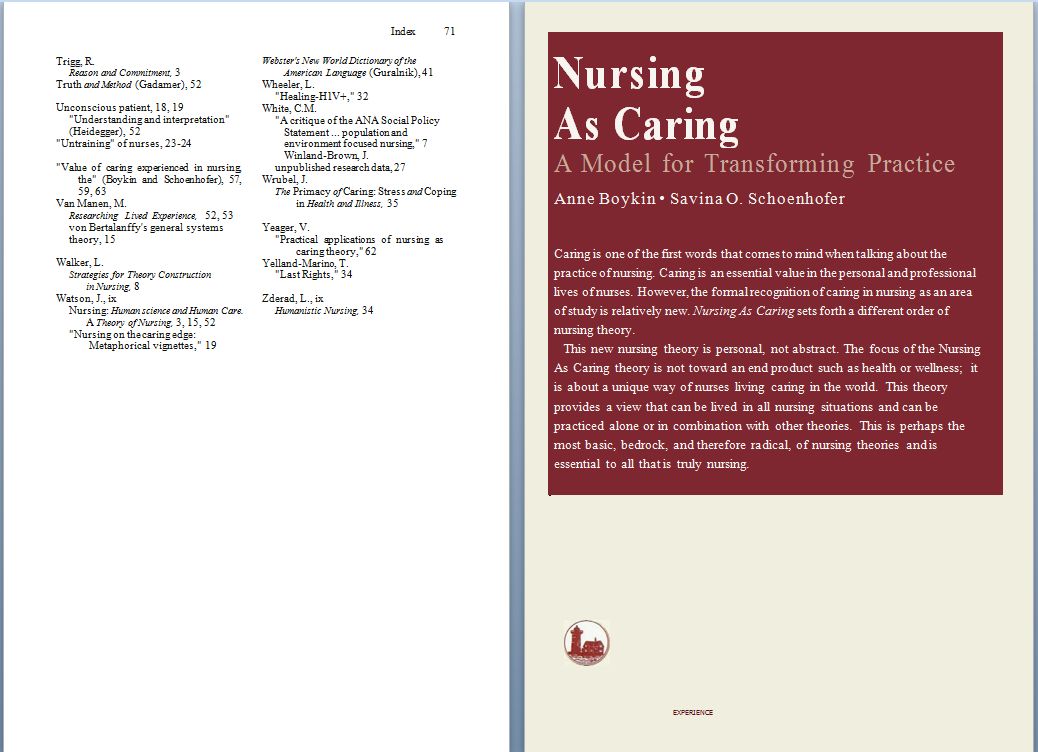 Index 71
Trigg, R.
Reason and Commitment, 3
Truth and Method (Gadamer), 52
Unconscious patient, 18, 19
"Understanding and interpretation"
(Heidegger), 52
"Untraining" of nurses, 23-24
"Value of caring experienced in nursing,
the" (Boykin and Schoenhofer), 57,
59, 63
Van Manen, M.
Researching Lived Experience, 52, 53
von Bertalanffy's general systems
theory, 15
Walker, L.
Strategies for Theory Construction
in Nursing, 8
Watson, J., ix
Nursing: Human science and Human Care.
A Theory of Nursing, 3, 15, 52
"Nursing on the caring edge:
Metaphorical vignettes," 19
Webster's New World Dictionary of the
American Language (Guralnik), 41
Wheeler, L.
"Healing-H1V+," 32
White, C.M.
"A critique of the ANA Social Policy
Statement ... population and
environment focused nursing," 7
Winland-Brown, J.
unpublished research data, 27
Wrubel, J.
The Primacy of Caring: Stress and Coping
in Health and Illness, 35
Yeager, V.
"Practical applications of nursing as
caring theory," 62
Yelland-Marino, T.
"Last Rights," 34
Zderad, L., ix
Humanistic Nursing, 34
Nursing
As Caring
A Model for Transforming Practice
Anne Boykin • Savina O. Schoenhofer
Caring is one of the first words that comes to mind when talking about the
practice of nursing. Caring is an essential value in the personal and professional
lives of nurses. However, the formal recognition of caring in nursing as an area
of study is relatively new. Nursing As Caring sets forth a different order of
nursing theory.
This new nursing theory is personal, not abstract. The focus of the Nursing
As Caring theory is not toward an end product such as health or wellness; it
is about a unique way of nurses living caring in the world. This theory
provides a view that can be lived in all nursing situations and can be
practiced alone or in combination with other theories. This is perhaps the
most basic, bedrock, and therefore radical, of nursing theories and is
essential to all that is truly nursing.
EXPERIENCE